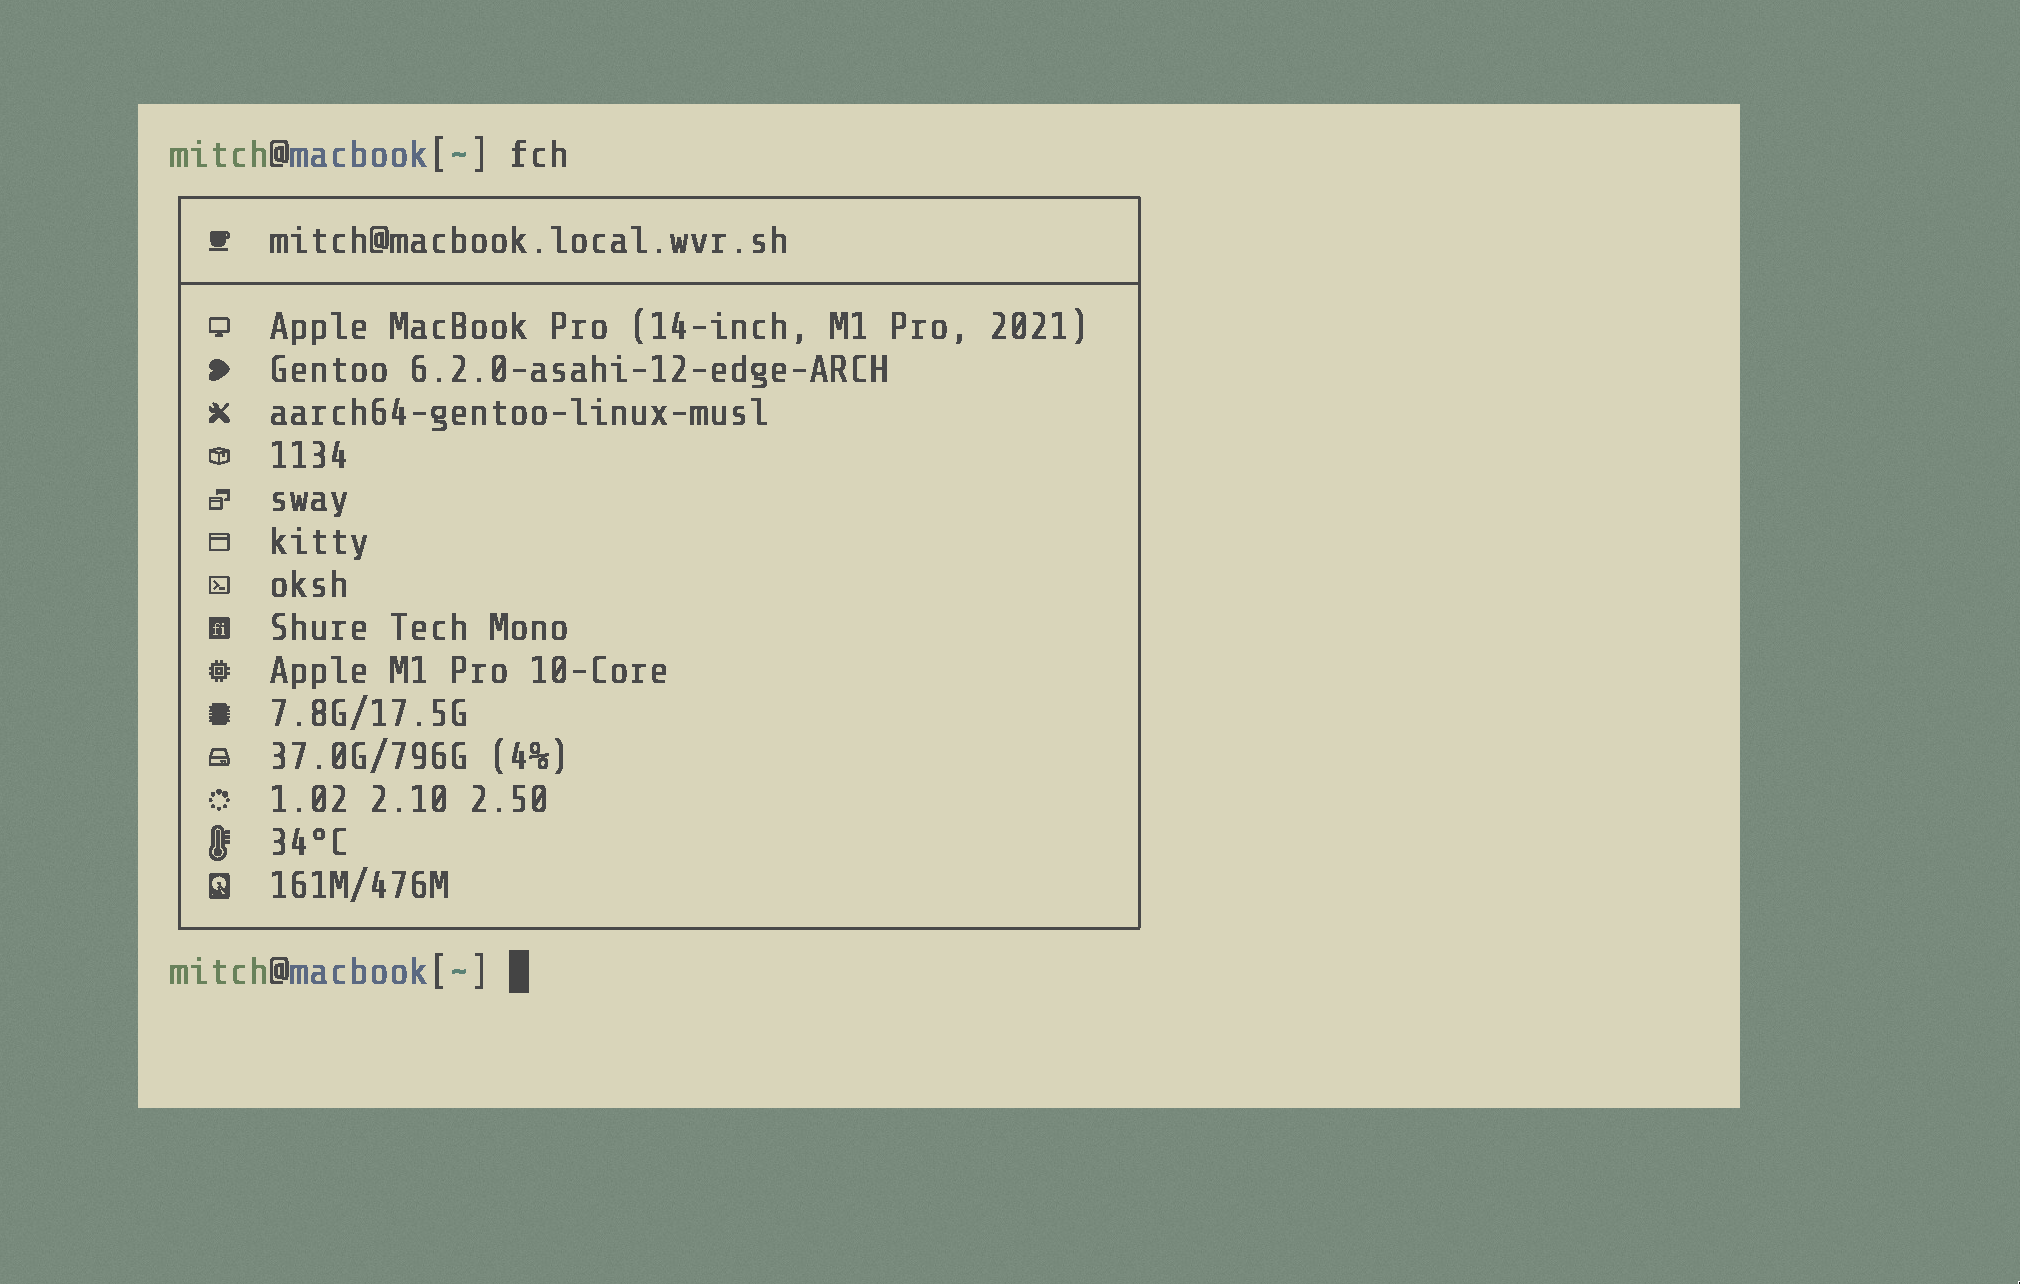 mitch@macbook[~] fch
mitch@macbook.local.wvr.sh
Apple MacBook Pro (14-inch, M1 Pro, 2021)
Gentoo 6.2.0-asahi-12-edge-ARCH
aarch64-gentoo-linux-musl
1134
sway
kitty
oksh
Shure Tech Mono
Apple M1 Pro 10-Core
7.8G/17.5G
37.0G/796G (4%)
1.02 2.10 2.50
34°C
161M/476M
mitch@macbook[~]